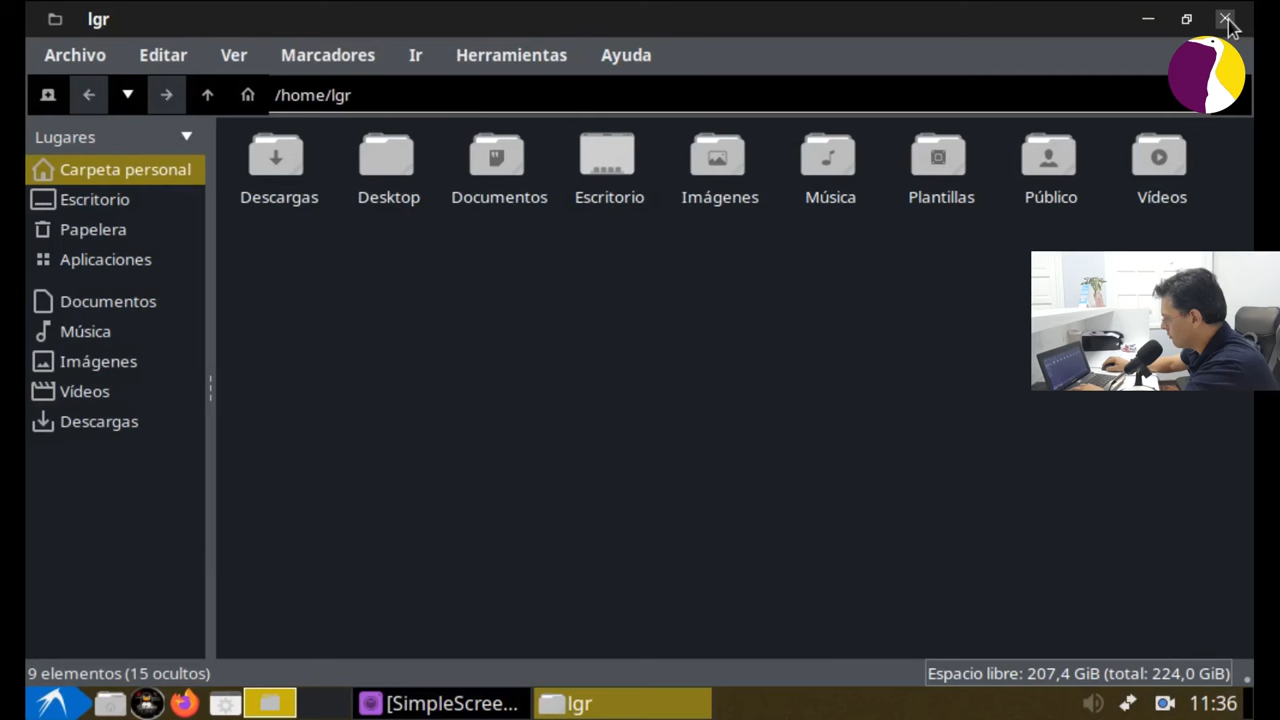 lgr
Archivo Editar Ver Marcadores Ir Herramientas Ayuda
/home/lgr
Lugares
Carpeta personal
Escritorio
Papelera
Aplicaciones
Documentos
Música
Imágenes
Vídeos
Descargas
Descargas Desktop Documentos Escritorio Imágenes Música Plantillas Público Vídeos
9 elementos (15 ocultos) Espacio libre: 207,4 GiB (total: 224,0 GiB)
[SimpleScree... lgr 11:36